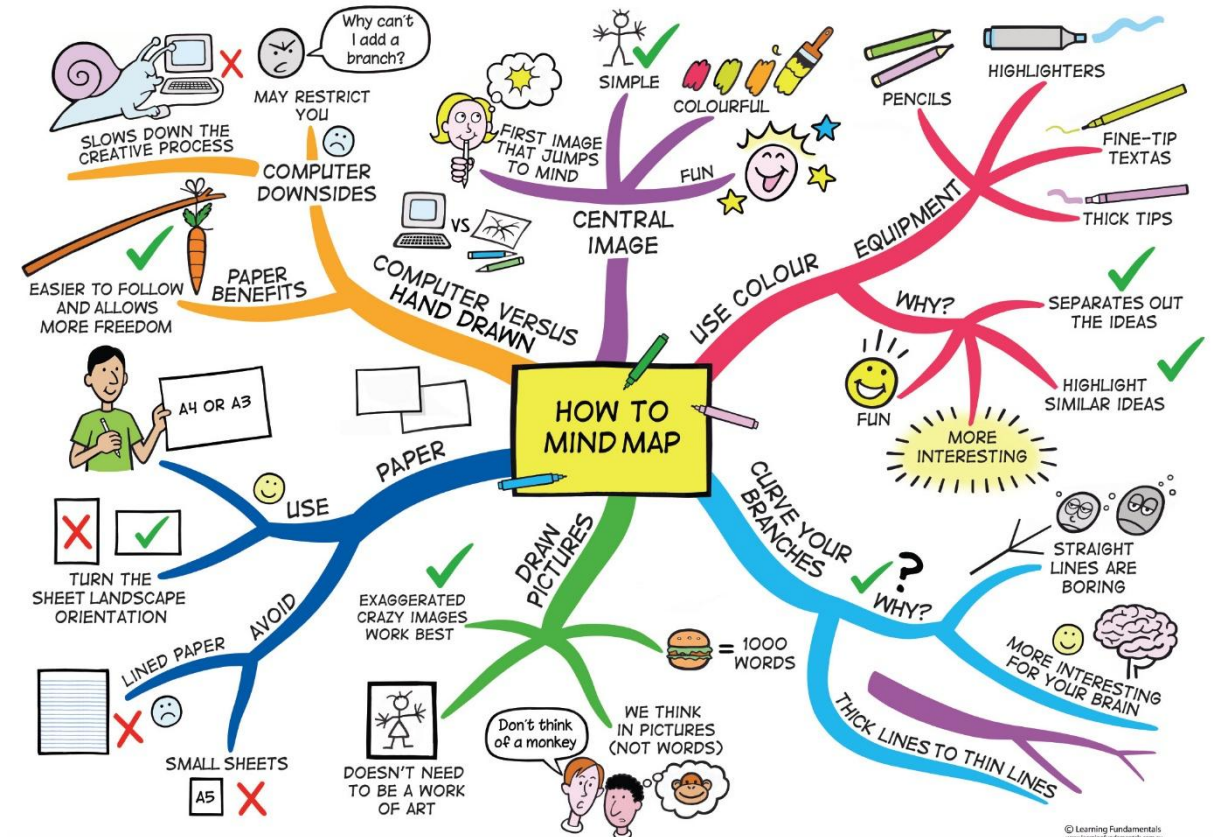 HOW TO
MIND MAP
CENTRAL
IMAGE
FIRST IMAGE
THAT JUMPS
TO MIND
SIMPLE
COLOURFUL
FUN
USE COLOUR
EQUIPMENT
PENCILS
HIGHLIGHTERS
FINE-TIP
TEXTAS
THICK TIPS
WHY?
SEPARATES OUT
THE IDEAS
HIGHLIGHT
SIMILAR IDEAS
MORE
INTERESTING
FUN
CURVE YOUR
BRANCHES
?
WHY?
STRAIGHT
LINES ARE
BORING
MORE INTERESTING
FOR YOUR
BRAIN
THICK LINES TO THIN LINES
DRAW
PICTURES
= 1000
WORDS
WE THINK
IN PICTURES
(NOT WORDS)
Don't think
of a monkey
DOESN'T NEED
TO BE A WORK
OF ART
EXAGGERATED
CRAZY IMAGES
WORK BEST
PAPER
USE
A4 OR A3
TURN THE
SHEET LANDSCAPE
ORIENTATION
AVOID
LINED PAPER
SMALL SHEETS
A5
COMPUTER VERSUS
HAND DRAWN
VS
PAPER
BENEFITS
EASIER TO FOLLOW
AND ALLOWS
MORE FREEDOM
COMPUTER
DOWNSIDES
SLOWS DOWN THE
CREATIVE PROCESS
MAY RESTRICT
YOU
Why can't
I add a
branch?
© Learning Fundamentals